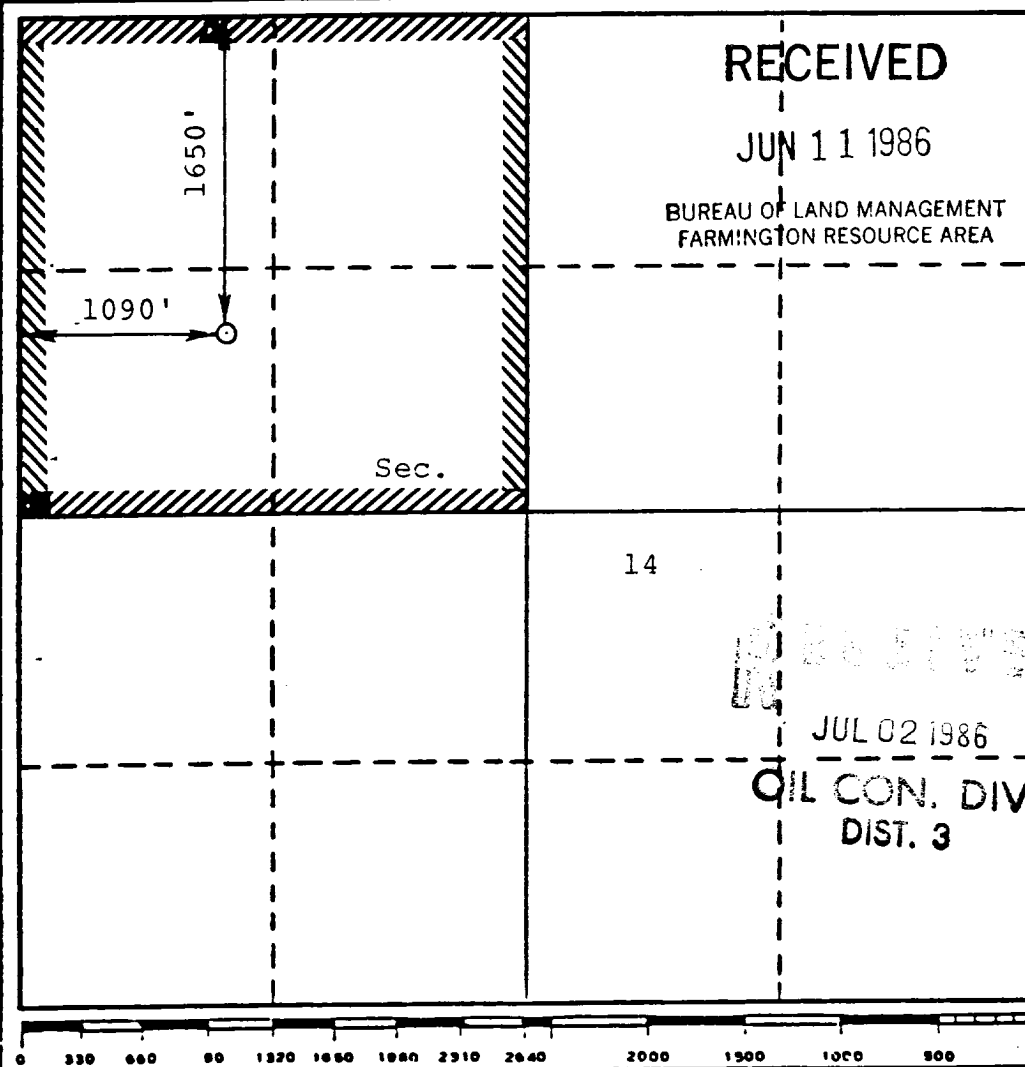 RECEIVED
JUN 11 1986
BUREAU OF LAND MANAGEMENT
FARMINGTON RESOURCE AREA
1650'
1090'
Sec.
14
JUL 02 1986
OIL CON. DIV
DIST. 3
0 330 660 90 1320 1650 1980 2310 2640 2000 1500 1000 500